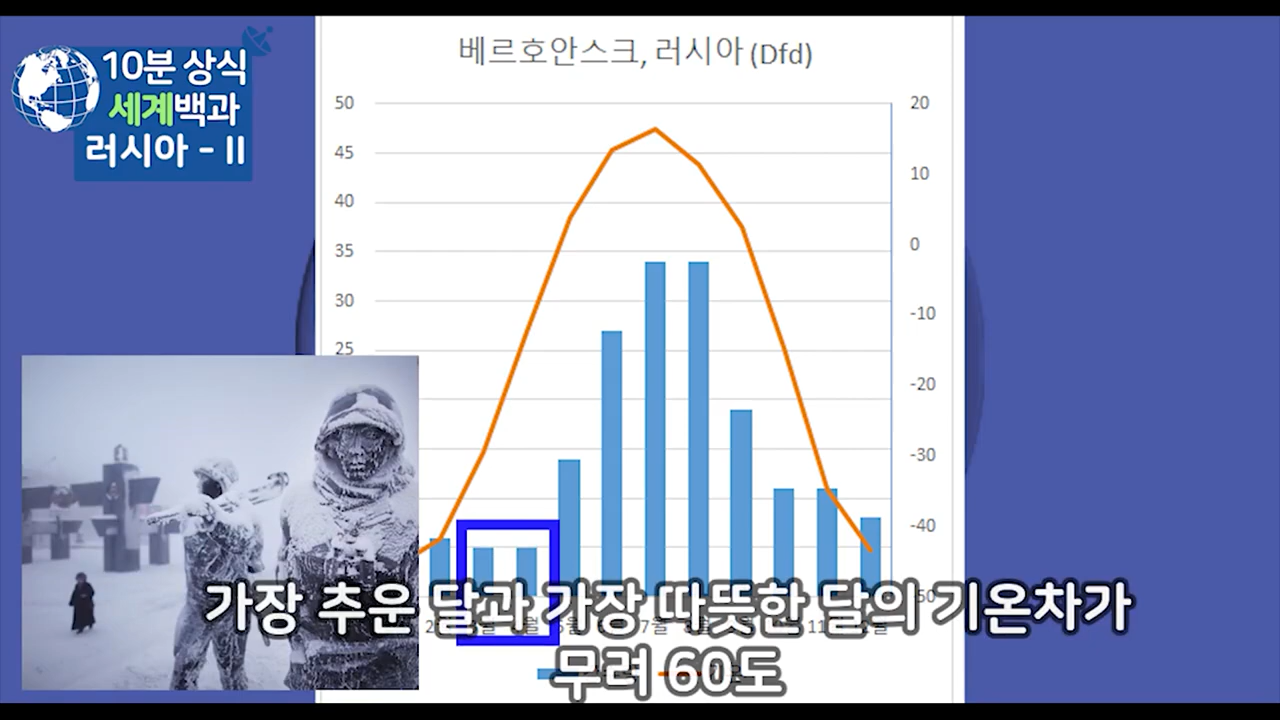 10분 상식
세계백과
러시아 - II
베르호얀스크, 러시아 (Dfd)
50
45
40
35
30
25
20
10
0
-10
-20
-30
-40
가장 추운 달과 가장 따뜻한 달의 기온차가
무려 60도